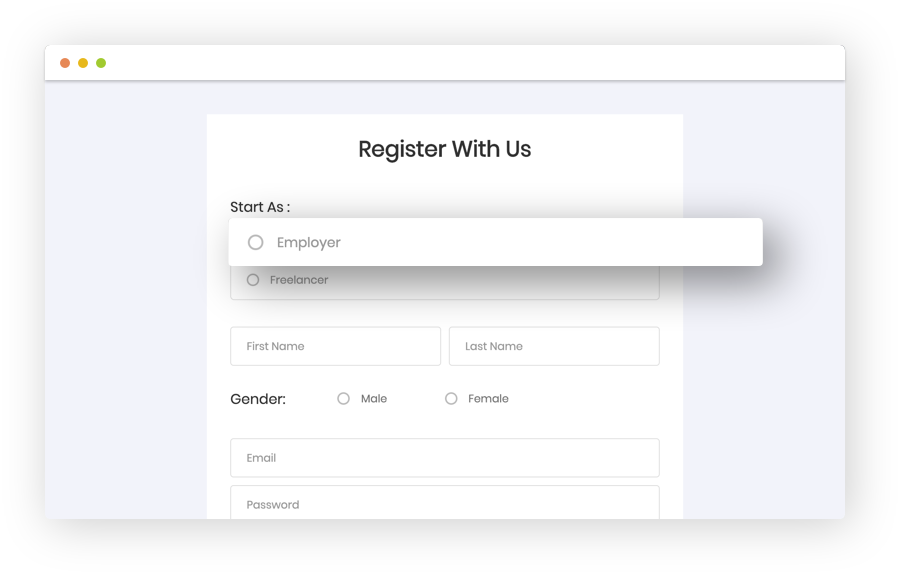 Register With Us
Start As :
Employer
Freelancer
First Name Last Name
Gender: Male Female
Email
Password